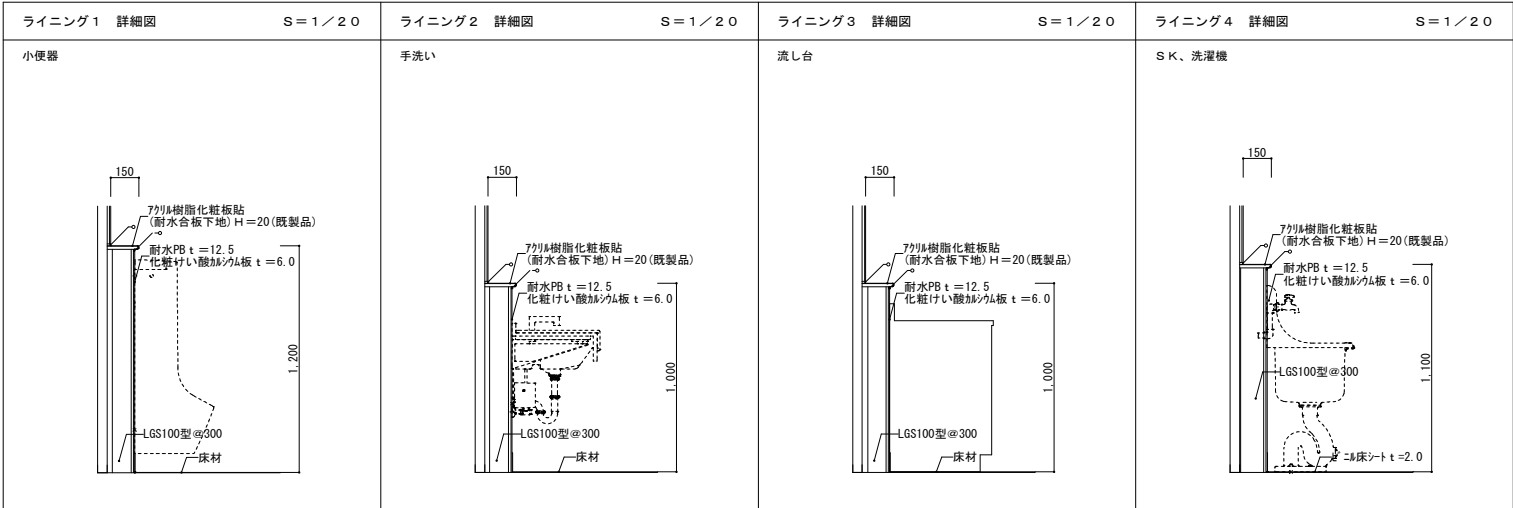 ライニング１　詳細図　　Ｓ＝１／２０
小便器
150
アクリル樹脂化粧板貼
(耐水合板下地)Ｈ＝20(既製品)
耐水PBｔ＝12.5
化粧けい酸カルシウム板ｔ＝6.0
1,200
LGS100型@300
床材
ライニング２　詳細図　　Ｓ＝１／２０
手洗い
150
アクリル樹脂化粧板貼
(耐水合板下地)Ｈ＝20(既製品)
耐水PBｔ＝12.5
化粧けい酸カルシウム板ｔ＝6.0
1,000
LGS100型@300
床材
ライニング３　詳細図　　Ｓ＝１／２０
流し台
150
アクリル樹脂化粧板貼
(耐水合板下地)Ｈ＝20(既製品)
耐水PBｔ＝12.5
化粧けい酸カルシウム板ｔ＝6.0
1,000
LGS100型@300
床材
ライニング４　詳細図　　Ｓ＝１／２０
ＳＫ、洗濯機
150
アクリル樹脂化粧板貼
(耐水合板下地)Ｈ＝20(既製品)
耐水PBｔ＝12.5
化粧けい酸カルシウム板ｔ＝6.0
LGS100型@300
1,100
ビニル床シートｔ=2.0